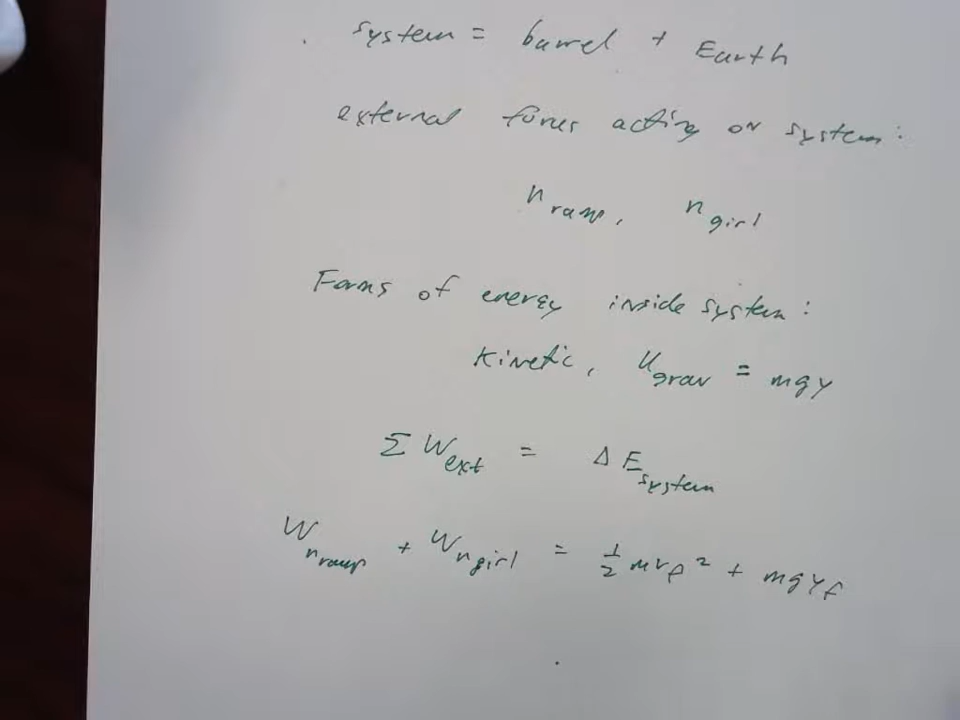 system = barrel + Earth
external forces acting on system:
n ramp, n girl
Forms of energy inside system:
Kinetic, U grav = mgy
Σ W ext = Δ E system
W n ramp + W n girl = 1/2 m v f ² + m g y f